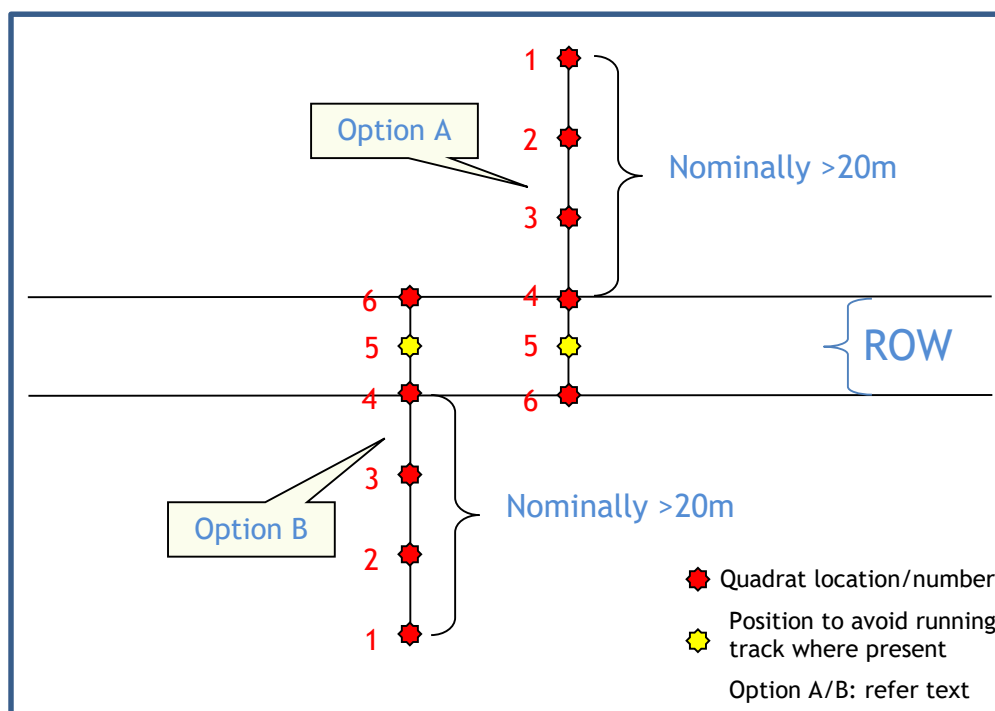 1
Option A
2
Nominally >20m
3
6
4
5
5
ROW
4
6
3
Nominally >20m
Option B
2
Quadrat location/number
1
Position to avoid running
track where present
Option A/B: refer text